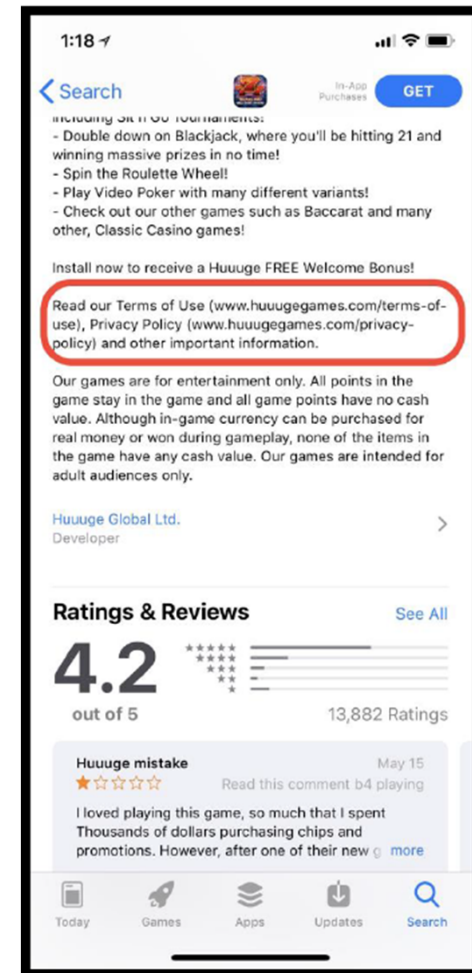 1:18
Search
In-App
Purchases
GET
including Sit n Go Tournaments!
- Double down on Blackjack, where you'll be hitting 21 and
winning massive prizes in no time!
- Spin the Roulette Wheel!
- Play Video Poker with many different variants!
- Check out our other games such as Baccarat and many
other, Classic Casino games!
Install now to receive a Huuuge FREE Welcome Bonus!
Read our Terms of Use (www.huuugegames.com/terms-of-
use), Privacy Policy (www.huuugegames.com/privacy-
policy) and other important information.
Our games are for entertainment only. All points in the
game stay in the game and all game points have no cash
value. Although in-game currency can be purchased for
real money or won during gameplay, none of the items in
the game have any cash value. Our games are intended for
adult audiences only.
Huuuge Global Ltd.
Developer
Ratings & Reviews
See All
4.2
out of 5
13,882 Ratings
Huuuge mistake
May 15
Read this comment b4 playing
I loved playing this game, so much that I spent
Thousands of dollars purchasing chips and
promotions. However, after one of their new g more
Today
Games
Apps
Updates
Search